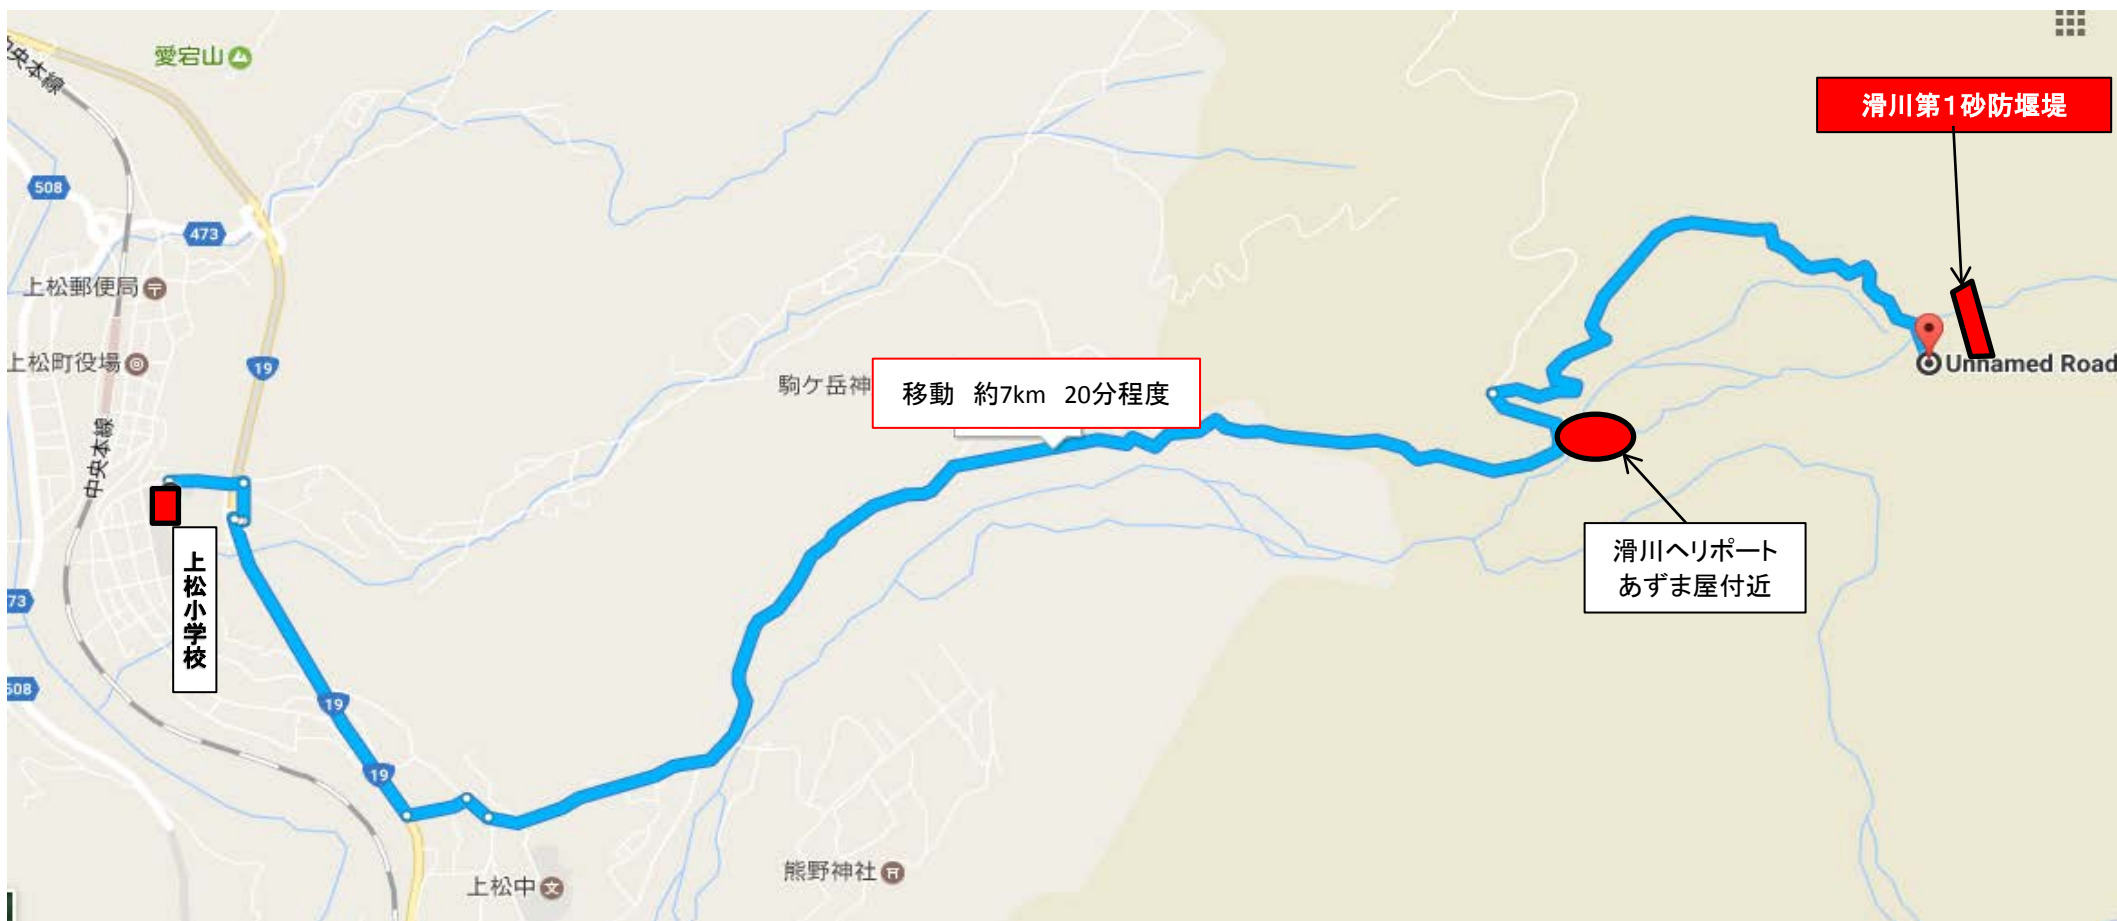 中央本線
愛宕山
滑川第1砂防堰堤
508
473
上松郵便局
上松町役場
19
駒ケ岳神
移動 約7km 20分程度
Unnamed Road
中央本線
上松小学校
滑川ヘリポート
あずま屋付近
73
508
19
19
上松中
熊野神社